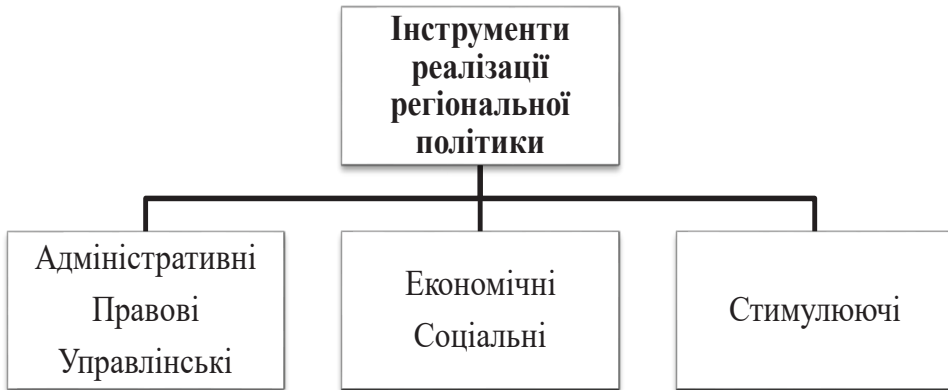 Інструменти
реалізації
регіональної
політики
Адміністративні
Правові
Управлінські
Економічні
Соціальні
Стимулюючі